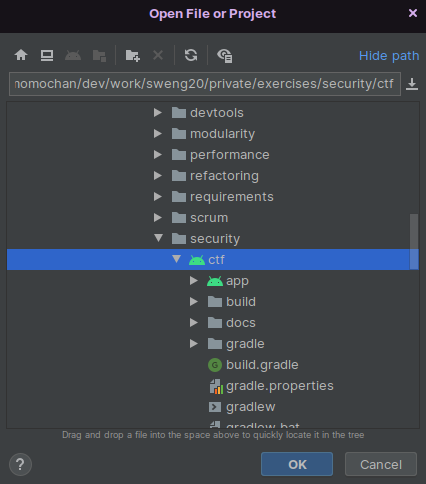 Open File or Project
Hide path
nomochan/dev/work/sweng20/private/exercises/security/ctf
devtools
modularity
performance
refactoring
requirements
scrum
security
ctf
app
build
docs
gradle
build.gradle
gradle.properties
gradlew
gradlew.bat
Drag and drop a file into the space above to quickly locate it in the tree
?
OK
Cancel